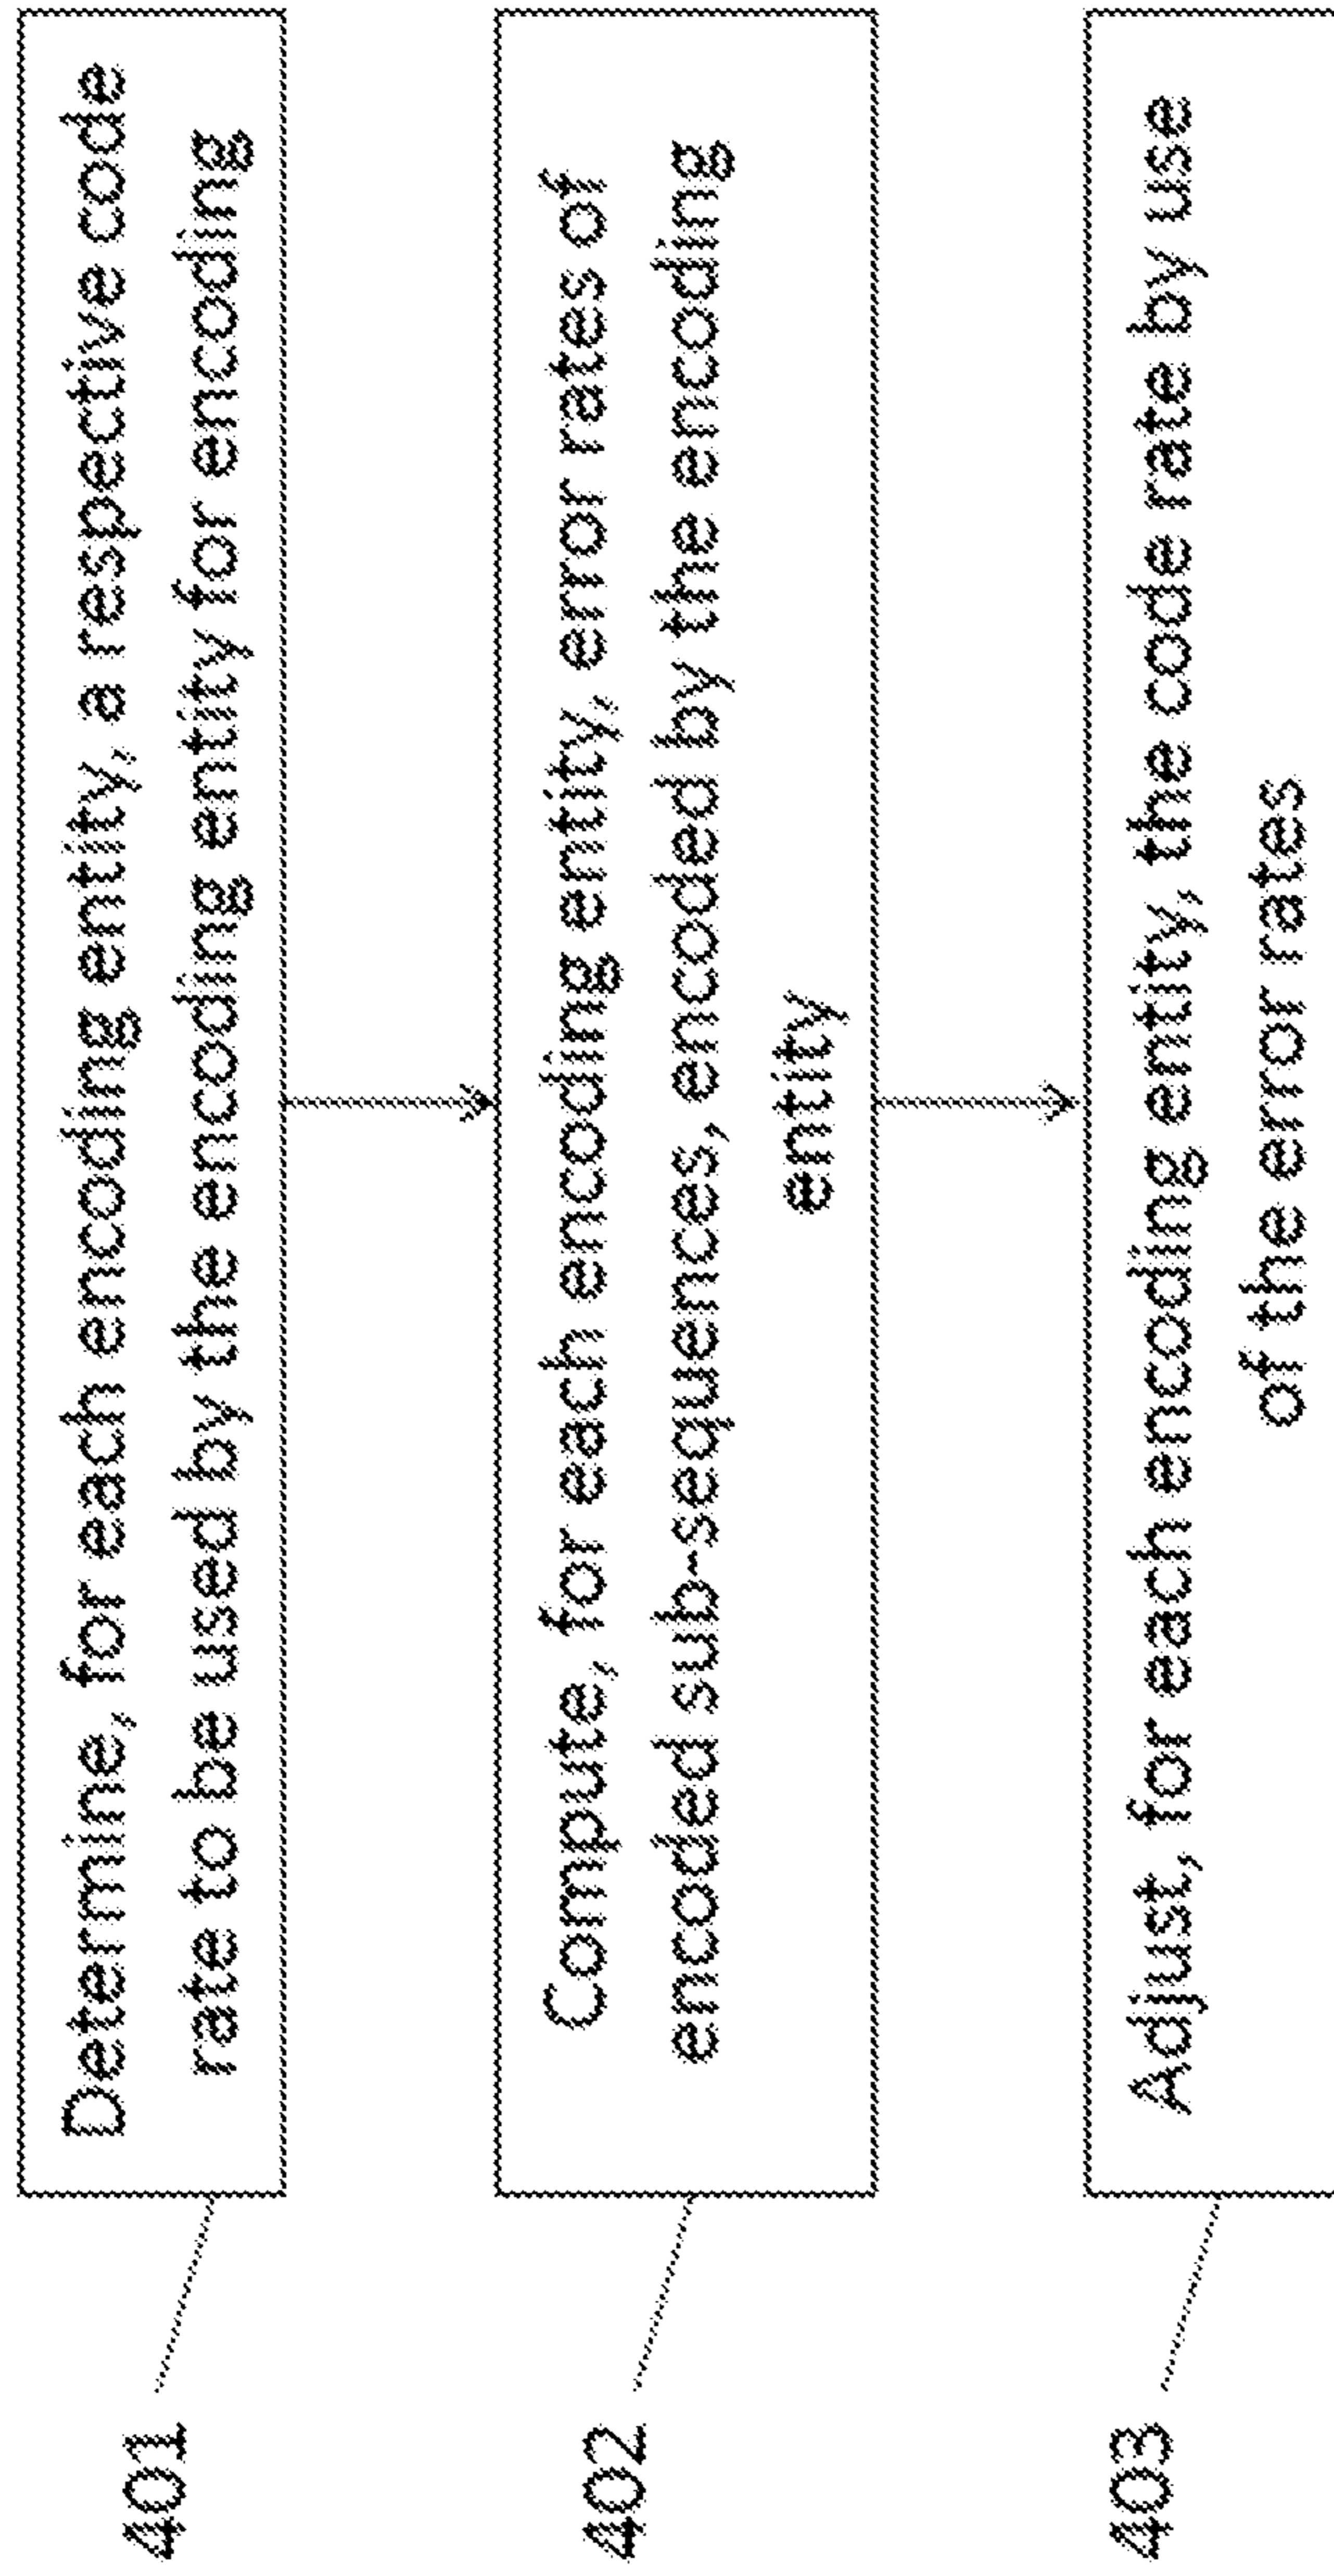 401
Determine, for each encoding entity, a respective code
rate to be used by the encoding entity for encoding
402
Compute, for each encoding entity, error rates of
encoded sub-sequences, encoded by the encoding
entity
403
Adjust, for each encoding entity, the code rate by use
of the error rates